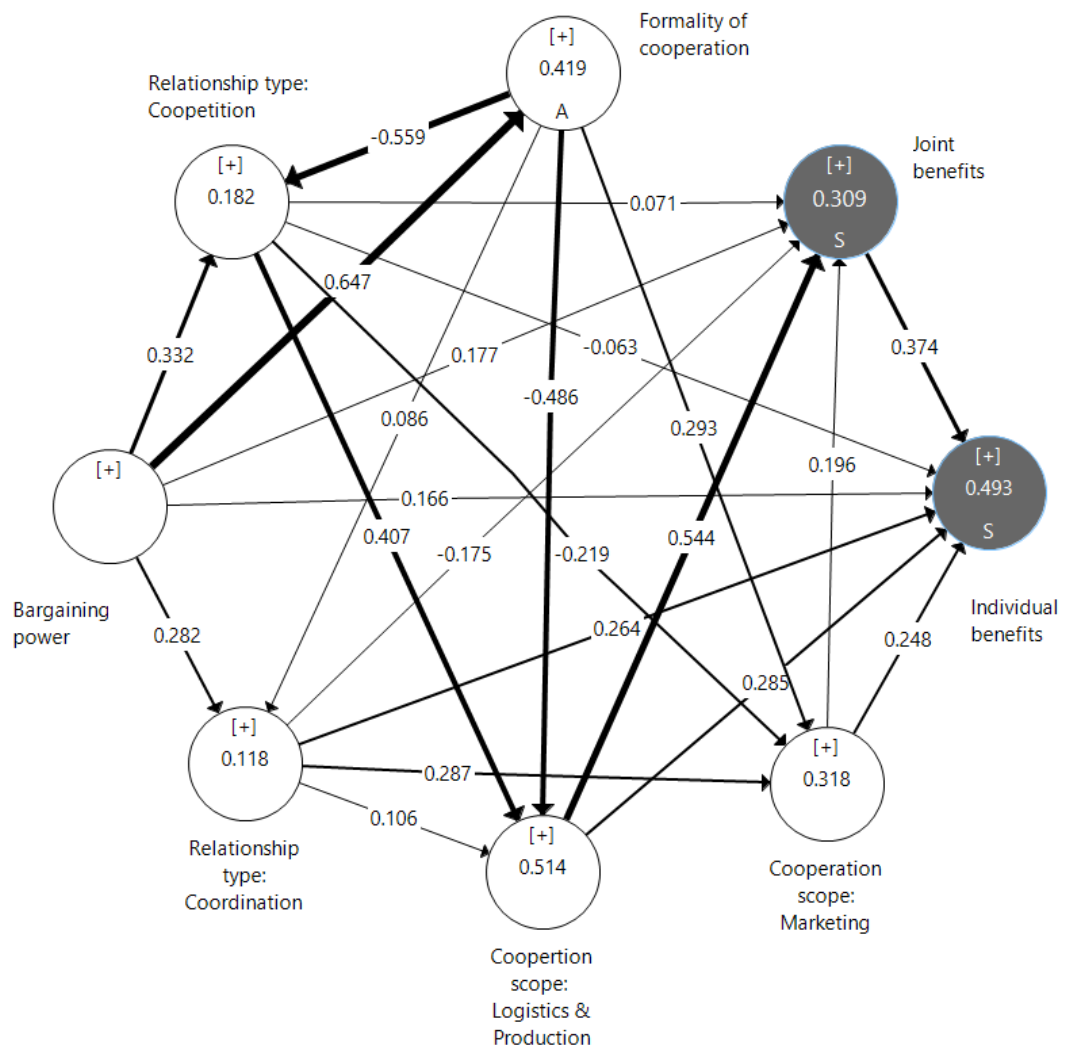 Formality of
cooperation
[+]
0.419
A
Relationship type:
Coopetition
-0.559
[+]
0.182
Joint
benefits
[+]
0.309
S
0.071
0.647
0.332
0.177
-0.063
0.374
-0.486
0.086
0.293
0.196
[+]
[+]
0.493
S
0.166
0.407
-0.219
0.544
-0.175
Bargaining
power
Individual
benefits
0.282
0.264
0.248
0.285
[+]
0.118
0.287
[+]
0.318
0.106
[+]
0.514
Relationship
type:
Coordination
Cooperation
scope:
Marketing
Coopertion
scope:
Logistics &
Production